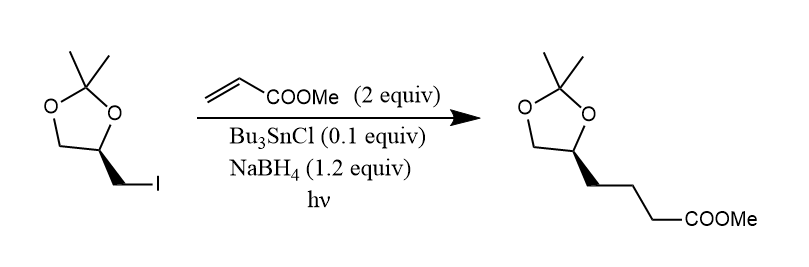 O
O
I
COOMe (2 equiv)
Bu₃SnCl (0.1 equiv)
NaBH₄ (1.2 equiv)
hν
O
O
COOMe